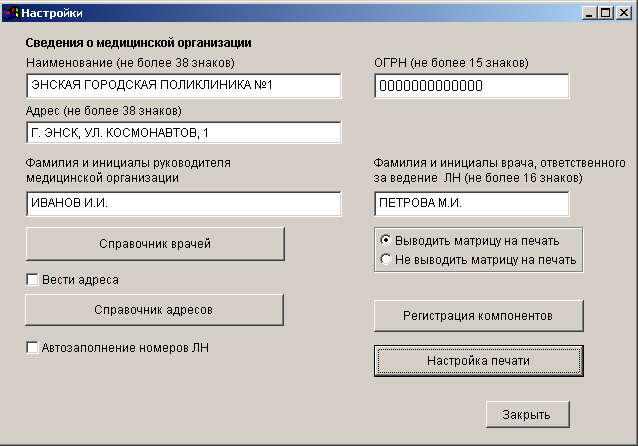 Настройки
Сведения о медицинской организации
Наименование (не более 38 знаков)
ОГРН (не более 15 знаков)
ЭНСКАЯ ГОРОДСКАЯ ПОЛИКЛИНИКА №1
0000000000000
Адрес (не более 38 знаков)
Г. ЭНСК, УЛ. КОСМОНАВТОВ, 1
Фамилия и инициалы руководителя
медицинской организации
Фамилия и инициалы врача, ответственного
за ведение ЛН (не более 16 знаков)
ИВАНОВ И.И.
ПЕТРОВА М.И.
Справочник врачей
Выводить матрицу на печать
Не выводить матрицу на печать
Вести адреса
Справочник адресов
Регистрация компонентов
Автозаполнение номеров ЛН
Настройка печати
Закрыть